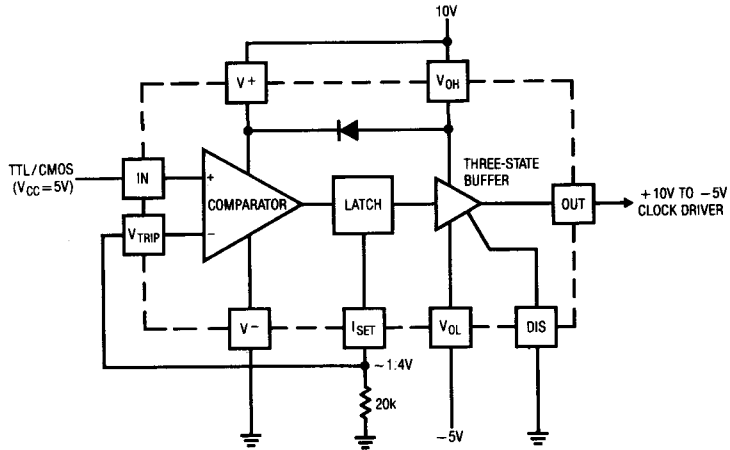 10V
V+
VOH
TTL/CMOS
(VCC=5V)
IN
+
COMPARATOR
LATCH
THREE-STATE
BUFFER
OUT
+10V TO −5V
CLOCK DRIVER
VTRIP
−
V−
ISET
VOL
DIS
~1.4V
20k
−5V